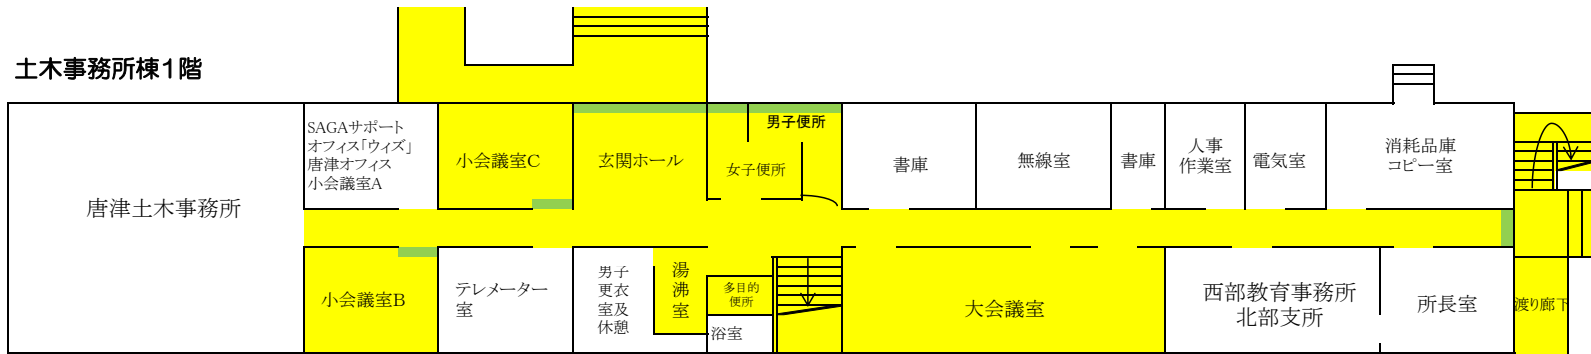 土木事務所棟1階
唐津土木事務所
SAGAサポート
オフィス「ウィズ」
唐津オフィス
小会議室A
小会議室C
玄関ホール
男子便所
女子便所
書庫
無線室
書庫
人事
作業室
電気室
消耗品庫
コピー室
小会議室B
テレメーター
室
男子
更衣
室及
休憩
湯沸室
多目的
便所
浴室
大会議室
西部教育事務所
北部支所
所長室
渡り廊下